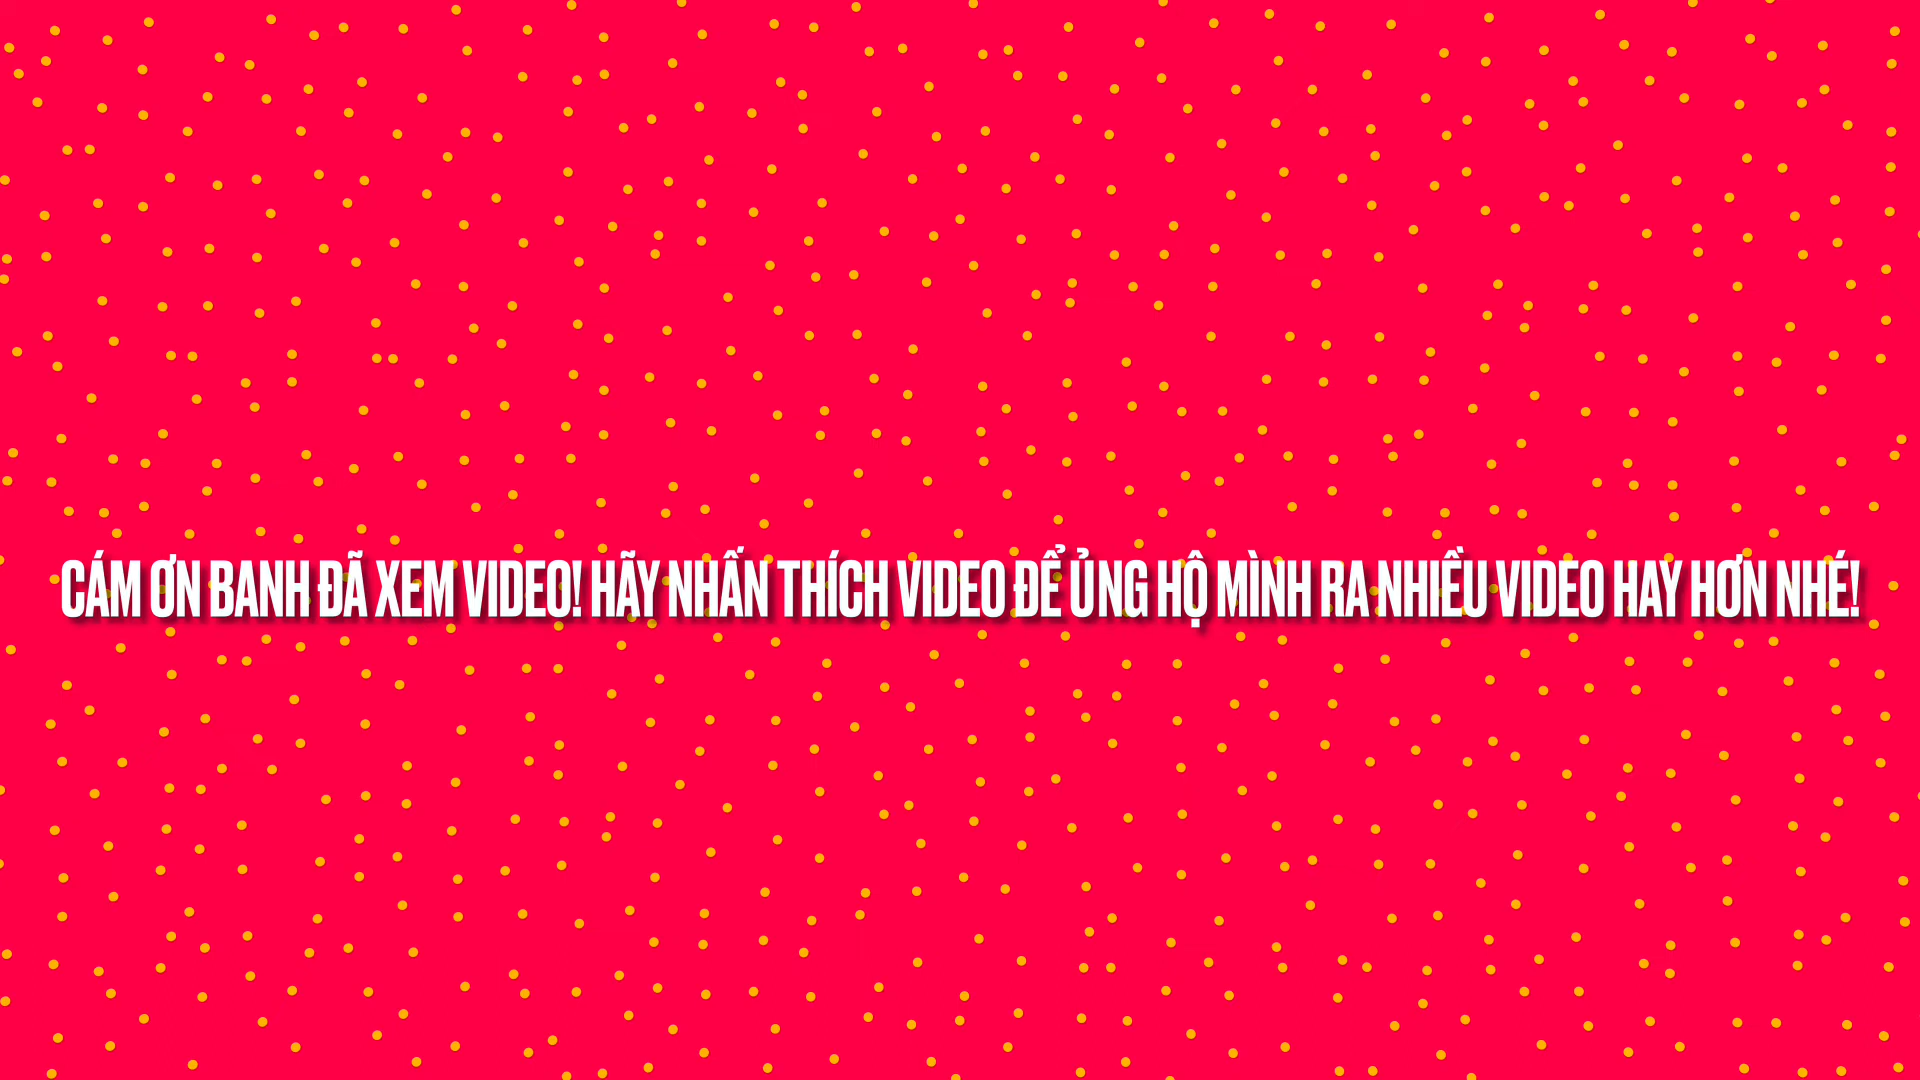 CÁM ƠN BANH ĐÃ XEM VIDEO! HÃY NHẤN THÍCH VIDEO ĐỂ ỦNG HỘ MÌNH RA NHIỀU VIDEO HAY HƠN NHÉ!